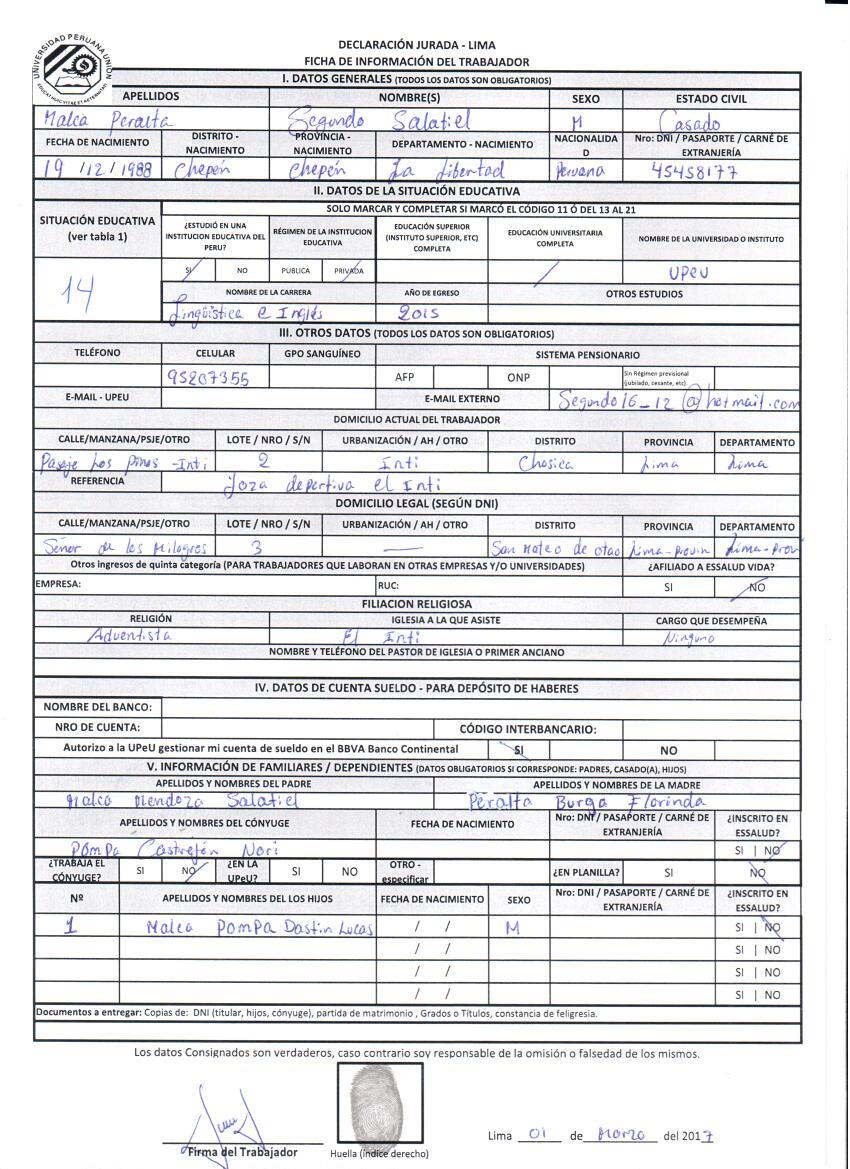 UNIVERSIDAD PERUANA UNION
DECLARACIÓN JURADA - LIMA
FICHA DE INFORMACIÓN DEL TRABAJADOR
I. DATOS GENERALES (TODOS LOS DATOS SON OBLIGATORIOS)
APELLIDOS NOMBRE(S) SEXO ESTADO CIVIL
Malca Peralta Segundo Salatiel M Casado
FECHA DE NACIMIENTO DISTRITO - NACIMIENTO PROVINCIA - NACIMIENTO DEPARTAMENTO - NACIMIENTO NACIONALIDAD Nro: DNI / PASAPORTE / CARNÉ DE EXTRANJERÍA
19 / 12 / 1988 Chepén Chepén La Libertad Peruana 45458177
II. DATOS DE LA SITUACIÓN EDUCATIVA
SITUACIÓN EDUCATIVA (ver tabla 1) SOLO MARCAR Y COMPLETAR SI MARCÓ EL CÓDIGO 11 Ó DEL 13 AL 21
¿ESTUDIÓ EN UNA INSTITUCION EDUCATIVA DEL PERU? RÉGIMEN DE LA INSTITUCION EDUCATIVA EDUCACIÓN SUPERIOR (INSTITUTO SUPERIOR, ETC) COMPLETA EDUCACIÓN UNIVERSITARIA COMPLETA NOMBRE DE LA UNIVERSIDAD O INSTITUTO
14 SI NO PUBLICA PRIVADA / UPeU
NOMBRE DE LA CARRERA AÑO DE EGRESO OTROS ESTUDIOS
Lingüística e Inglés 2015
III. OTROS DATOS (TODOS LOS DATOS SON OBLIGATORIOS)
TELÉFONO CELULAR GPO SANGUÍNEO SISTEMA PENSIONARIO
95207355 AFP ONP Sin Régimen previsional (jubilado, cesante, etc).
E-MAIL - UPEU E-MAIL EXTERNO Segundo16_12@hotmail.com
DOMICILIO ACTUAL DEL TRABAJADOR
CALLE/MANZANA/PSJE/OTRO LOTE / NRO / S/N URBANIZACIÓN / AH / OTRO DISTRITO PROVINCIA DEPARTAMENTO
Pasaje Los Pinos - Inti 2 Inti Chosica Lima Lima
REFERENCIA Loza deportiva el Inti
DOMICILIO LEGAL (SEGÚN DNI)
CALLE/MANZANA/PSJE/OTRO LOTE / NRO / S/N URBANIZACIÓN / AH / OTRO DISTRITO PROVINCIA DEPARTAMENTO
Señor de los Milagros 3 — San Mateo de otao Lima-Provin Lima-Prov
Otros ingresos de quinta categoría (PARA TRABAJADORES QUE LABORAN EN OTRAS EMPRESAS Y/O UNIVERSIDADES) ¿AFILIADO A ESSALUD VIDA?
EMPRESA: RUC: SI NO
FILIACION RELIGIOSA
RELIGIÓN IGLESIA A LA QUE ASISTE CARGO QUE DESEMPEÑA
Adventista El Inti Ninguno
NOMBRE Y TELÉFONO DEL PASTOR DE IGLESIA O PRIMER ANCIANO
IV. DATOS DE CUENTA SUELDO - PARA DEPÓSITO DE HABERES
NOMBRE DEL BANCO:
NRO DE CUENTA: CÓDIGO INTERBANCARIO:
Autorizo a la UPeU gestionar mi cuenta de sueldo en el BBVA Banco Continental SI NO
V. INFORMACIÓN DE FAMILIARES / DEPENDIENTES (DATOS OBLIGATORIOS SI CORRESPONDE: PADRES, CASADO(A), HIJOS)
APELLIDOS Y NOMBRES DEL PADRE APELLIDOS Y NOMBRES DE LA MADRE
Malca Mendoza Salatiel Peralta Burga Florinda
APELLIDOS Y NOMBRES DEL CÓNYUGE FECHA DE NACIMIENTO Nro: DNI / PASAPORTE / CARNÉ DE EXTRANJERÍA ¿INSCRITO EN ESSALUD?
Pompa Castrejón Nori SI | NO
¿TRABAJA EL CÓNYUGE? SI NO ¿EN LA UPeU? SI NO OTRO - especificar ¿EN PLANILLA? SI NO
Nº APELLIDOS Y NOMBRES DEL LOS HIJOS FECHA DE NACIMIENTO SEXO Nro: DNI / PASAPORTE / CARNÉ DE EXTRANJERÍA ¿INSCRITO EN ESSALUD?
1 Malca Pompa Dastin Lucas / / M SI | NO
/ / SI | NO
/ / SI | NO
/ / SI | NO
Documentos a entregar: Copias de: DNI (titular, hijos, cónyuge), partida de matrimonio , Grados o Títulos, constancia de feligresia.
Los datos Consignados son verdaderos, caso contrario soy responsable de la omisión o falsedad de los mismos.
Lima 01 de Marzo del 2017
Firma del Trabajador Huella (índice derecho)